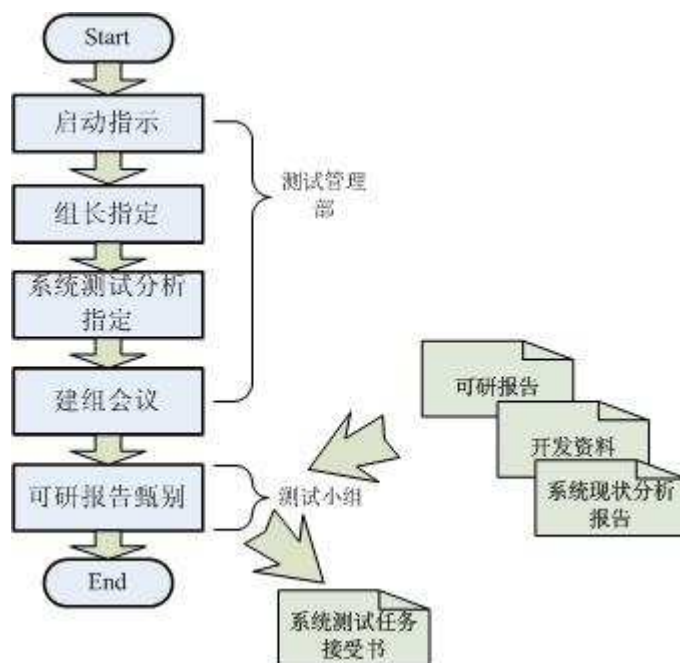 Start
启动指示
组长指定
系统测试分析
指定
建组会议
可研报告甄别
End
测试管理
部
测试小组
可研报告
开发资料
系统现状分析
报告
系统测试任务
接受书